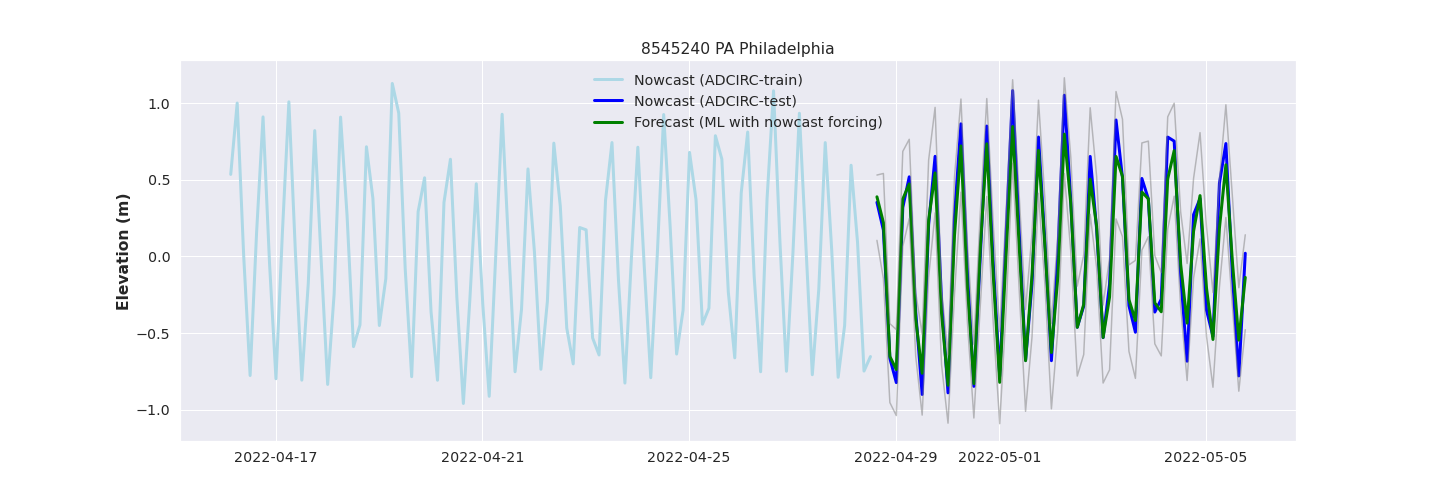 8545240 PA Philadelphia
Nowcast (ADCIRC-train)
Nowcast (ADCIRC-test)
Forecast (ML with nowcast forcing)
Elevation (m)
1.0
0.5
0.0
−0.5
−1.0
2022-04-17 2022-04-21 2022-04-25 2022-04-29 2022-05-01 2022-05-05